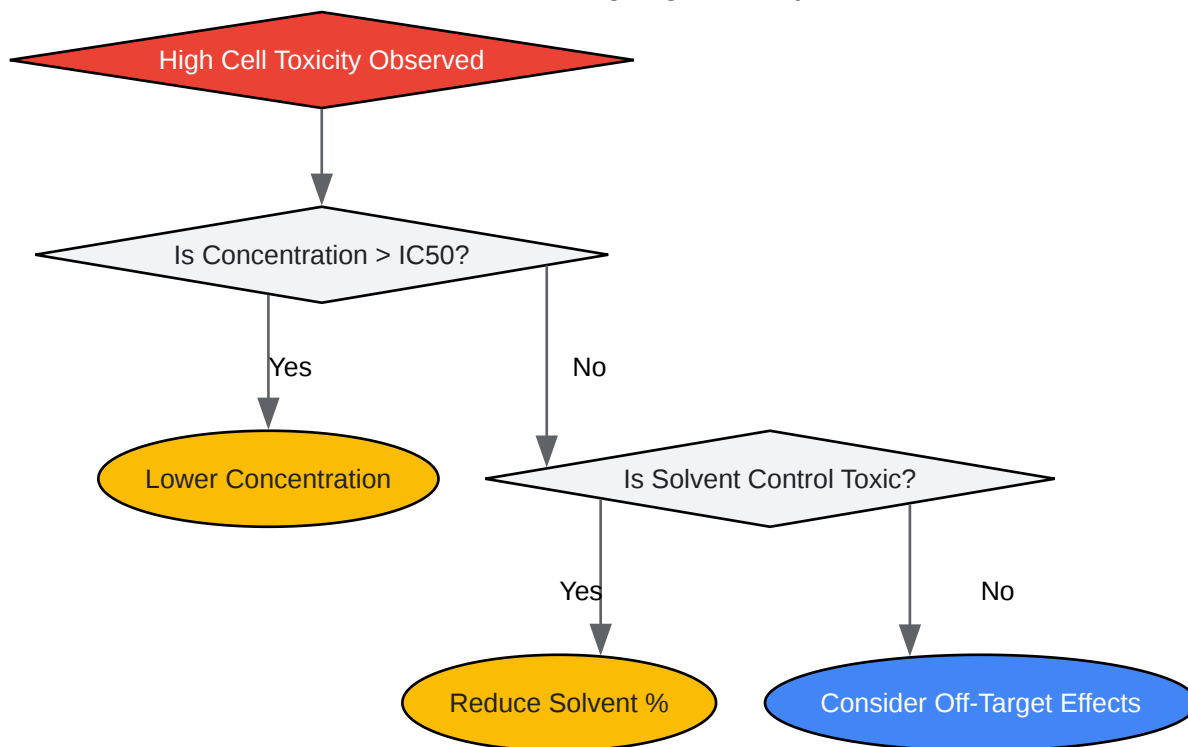 High Cell Toxicity Observed
Is Concentration > IC50?
Yes
No
Lower Concentration
Is Solvent Control Toxic?
Yes
No
Reduce Solvent %
Consider Off-Target Effects